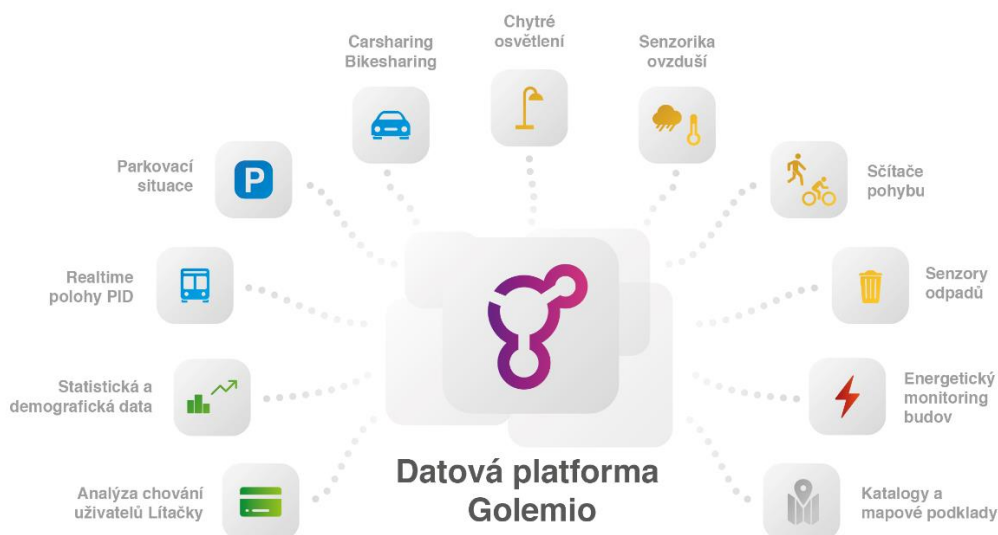 Chytré
osvětlení
Carsharing
Bikesharing
Senzorika
ovzduší
Parkovací
situace
P
Sčítače
pohybu
Realtime
polohy PID
Senzory
odpadů
Statistická a
demografická data
Energetický
monitoring
budov
Analýza chování
uživatelů Lítačky
Datová platforma
Golemio
Katalogy a
mapové podklady